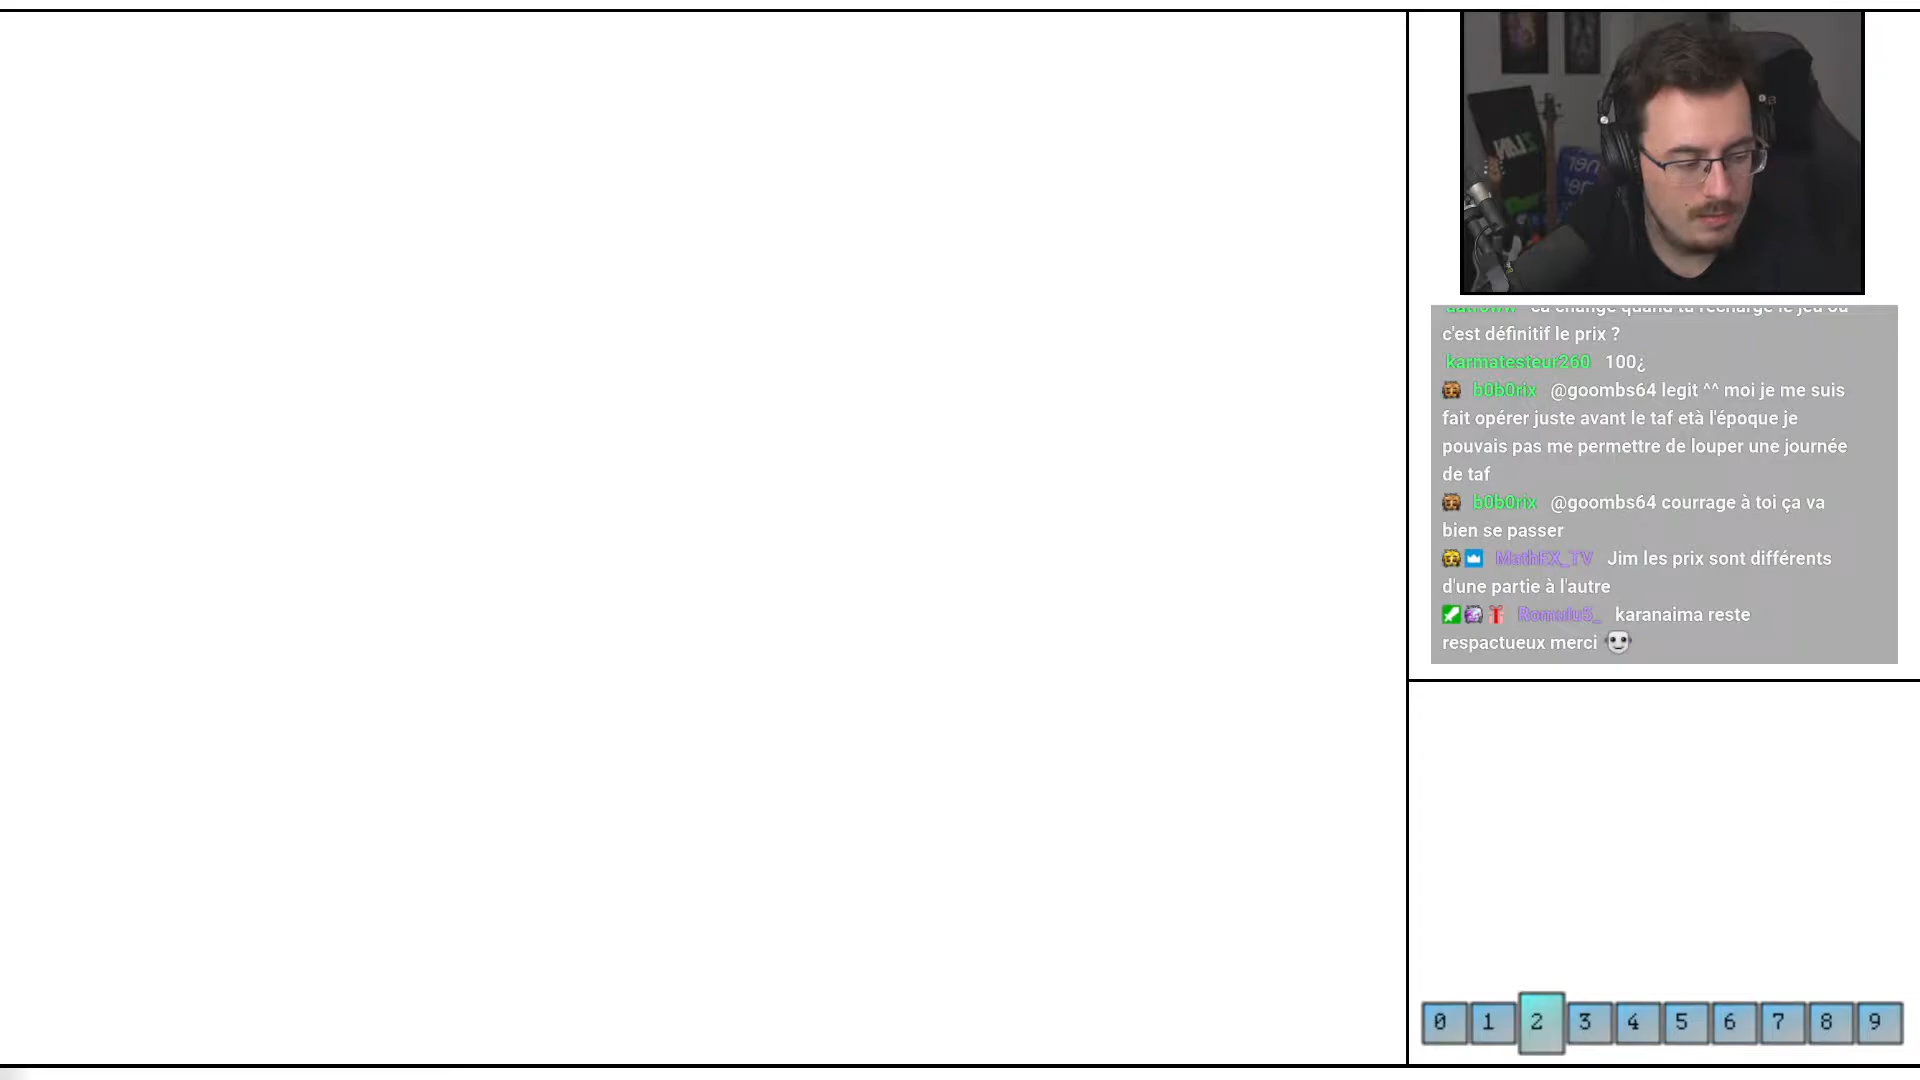 c'est définitif le prix ?
karmatesteur260 100¿
b0b0rix @goombs64 legit ^^ moi je me suis
fait opérer juste avant le taf età l'époque je
pouvais pas me permettre de louper une journée
de taf
b0b0rix @goombs64 courrage à toi ça va
bien se passer
MathEX_TV Jim les prix sont différents
d'une partie à l'autre
Romulu5_ karanaima reste
respactueux merci
0 1 2 3 4 5 6 7 8 9